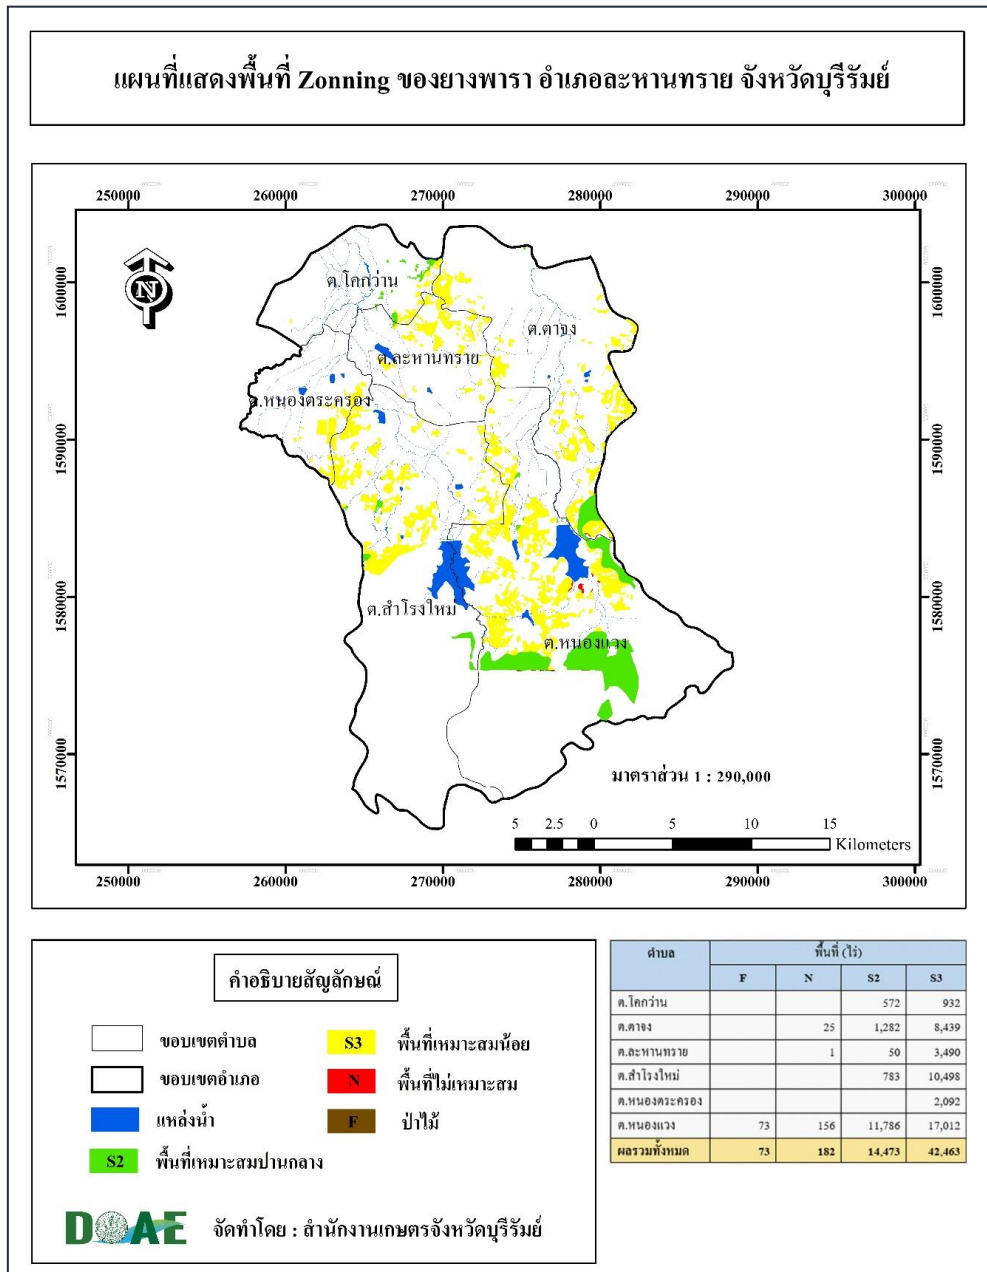 แผนที่แสดงพื้นที่ Zonning ของยางพารา อำเภอละหานทราย จังหวัดบุรีรัมย์
250000 260000 270000 280000 290000 300000
1600000
1590000
1580000
1570000
N
ต.โคกว่าน
ต.ตาจง
ต.ละหานทราย
ต.หนองตระครอง
ต.สำโรงใหม่
ต.หนองแวง
1600000
1590000
1580000
1570000
มาตราส่วน 1 : 290,000
5 2.5 0 5 10 15
Kilometers
250000 260000 270000 280000 290000 300000
คำอธิบายสัญลักษณ์
ขอบเขตตำบล
ขอบเขตอำเภอ
แหล่งน้ำ
S2 พื้นที่เหมาะสมปานกลาง
S3 พื้นที่เหมาะสมน้อย
N พื้นที่ไม่เหมาะสม
F ป่าไม้
DOAE จัดทำโดย : สำนักงานเกษตรจังหวัดบุรีรัมย์
ตำบล พื้นที่ (ไร่)
F N S2 S3
ต.โคกว่าน 572 932
ต.ตาจง 25 1,282 8,439
ต.ละหานทราย 1 50 3,490
ต.สำโรงใหม่ 783 10,498
ต.หนองตระครอง 2,092
ต.หนองแวง 73 156 11,786 17,012
ผลรวมทั้งหมด 73 182 14,473 42,463